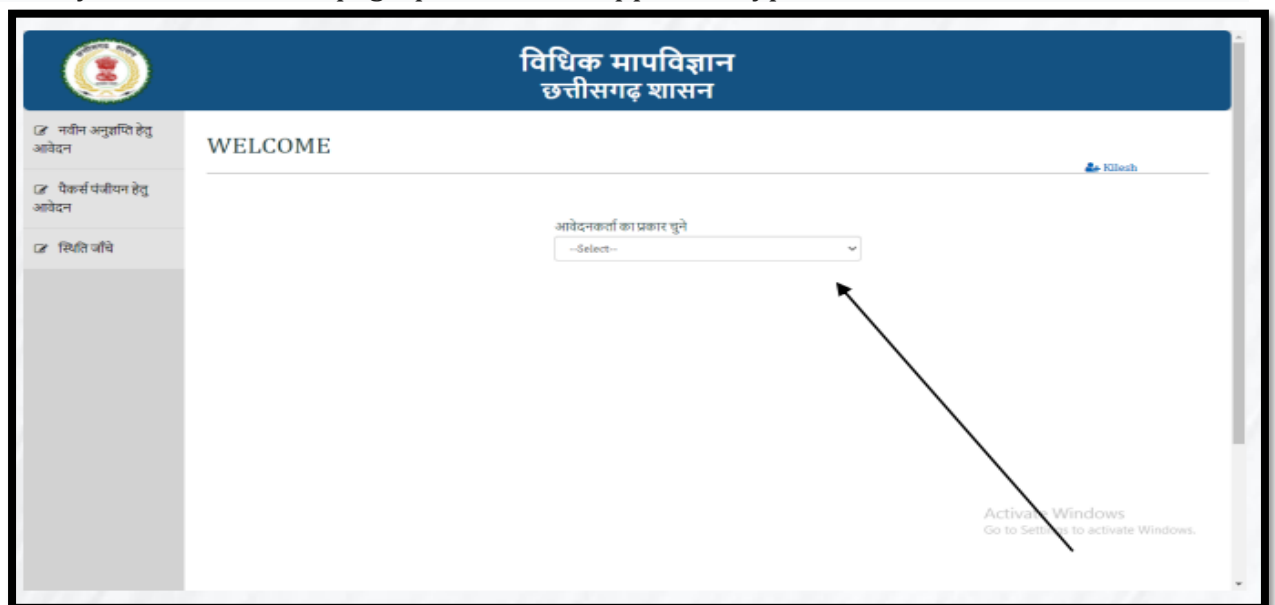 विधिक मापविज्ञान
छत्तीसगढ़ शासन
नवीन अनुज्ञप्ति हेतु
आवेदन
पैकर्स पंजीयन हेतु
आवेदन
स्थिति जाँचे
WELCOME
Kilesh
आवेदनकर्ता का प्रकार चुने
--Select--
Activate Windows
Go to Settings to activate Windows.